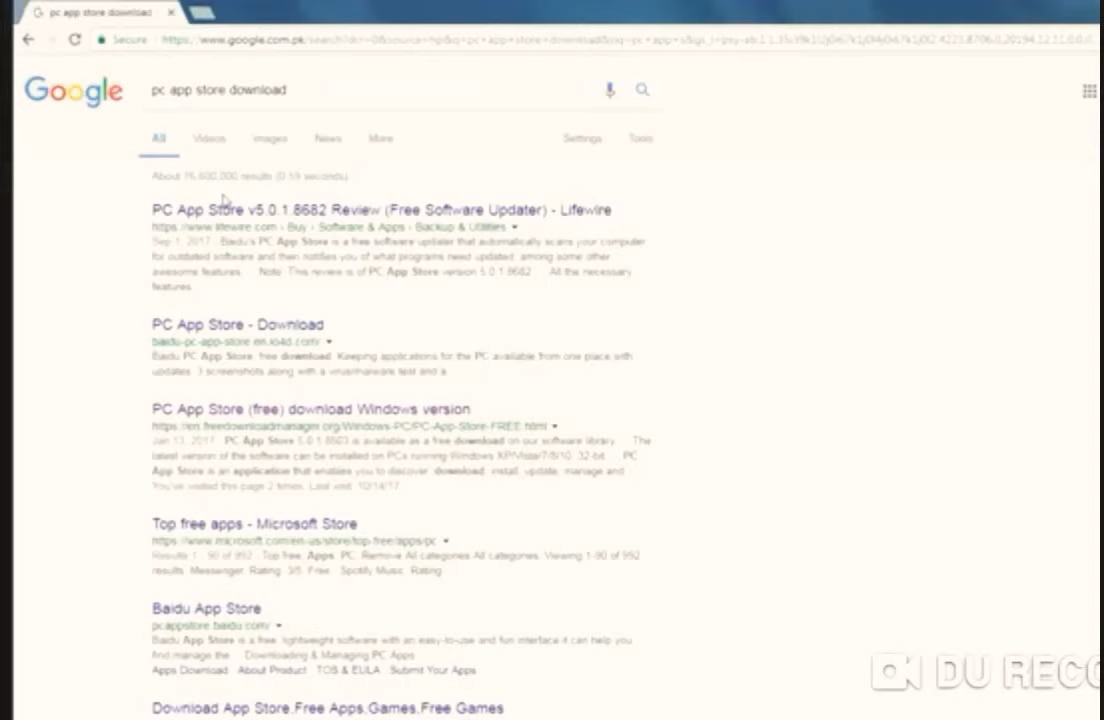 pc app store download
Secure https://www.google.com.pk/search?
Google pc app store download
All Videos Images News More Settings Tools
About 15,600,000 results (0.59 seconds)
PC App Store v5.0.1.8682 Review (Free Software Updater) - Lifewire
https://www.lifewire.com › Buy › Software & Apps › Backup & Utilities
Sep 1, 2017 - Baidu's PC App Store is a free software updater that automatically scans your computer
for outdated software and then notifies you of what programs need updated, among some other
awesome features. Note: This review is of PC App Store version 5.0.1.8682 All the necessary
features.
PC App Store - Download
baidu-pc-app-store.en.lo4d.com/
Baidu PC App Store, free download. Keeping applications for the PC available from one place with
updates. 3 screenshots along with a virus/malware test and a
PC App Store (free) download Windows version
https://en.freedownloadmanager.org/Windows-PC/PC-App-Store-FREE.html
Jan 13, 2017 - PC App Store 5.0.1.8603 is available as a free download on our software library. The
latest version of the software can be installed on PCs running Windows XP/Vista/7/8/10, 32-bit. PC
App Store is an application that enables you to discover, download, install, update, manage and
You've visited this page 2 times. Last visit: 10/14/17
Top free apps - Microsoft Store
https://www.microsoft.com/en-us/store/top-free/apps/pc
Results 1 - 90 of 992 - Top free. Apps. PC. Remove All categories All categories. Viewing 1-90 of 992
results. Messenger. Rating: 3/5. Free. Spotify Music. Rating
Baidu App Store
pcappstore.baidu.com/
Baidu App Store is a free, lightweight software with an easy-to-use and fun interface it can help you
find manage the Downloading & Managing PC Apps
Apps Download About Product TOS & EULA Submit Your Apps
Download App Store,Free Apps,Games,Free Games
DU RECO